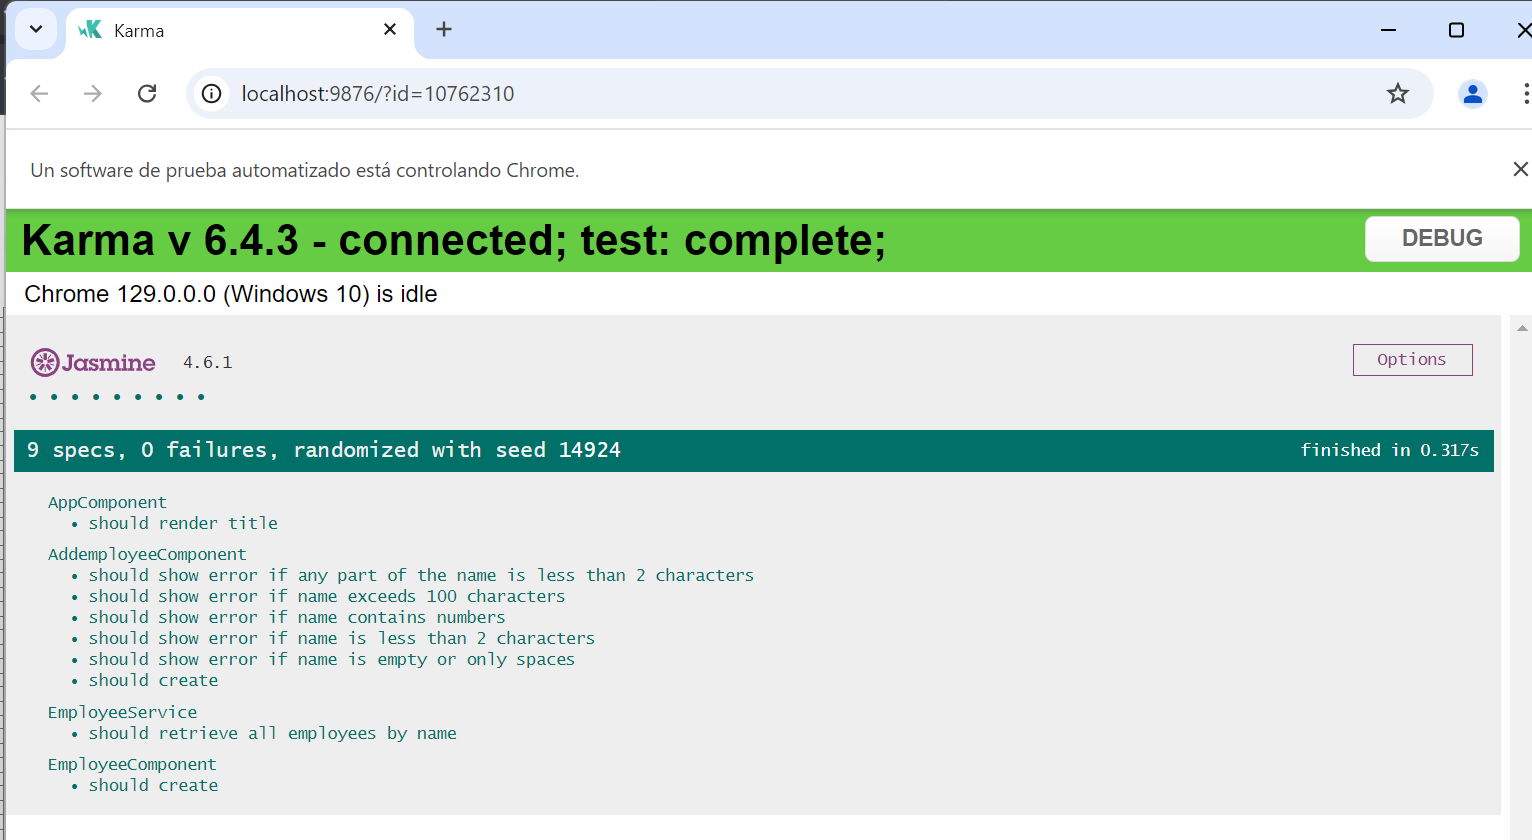 Karma
localhost:9876/?id=10762310
Un software de prueba automatizado está controlando Chrome.
Karma v 6.4.3 - connected; test: complete;
DEBUG
Chrome 129.0.0.0 (Windows 10) is idle
Jasmine 4.6.1
Options
9 specs, 0 failures, randomized with seed 14924
finished in 0.317s
AppComponent
• should render title
AddemployeeComponent
• should show error if any part of the name is less than 2 characters
• should show error if name exceeds 100 characters
• should show error if name contains numbers
• should show error if name is less than 2 characters
• should show error if name is empty or only spaces
• should create
EmployeeService
• should retrieve all employees by name
EmployeeComponent
• should create